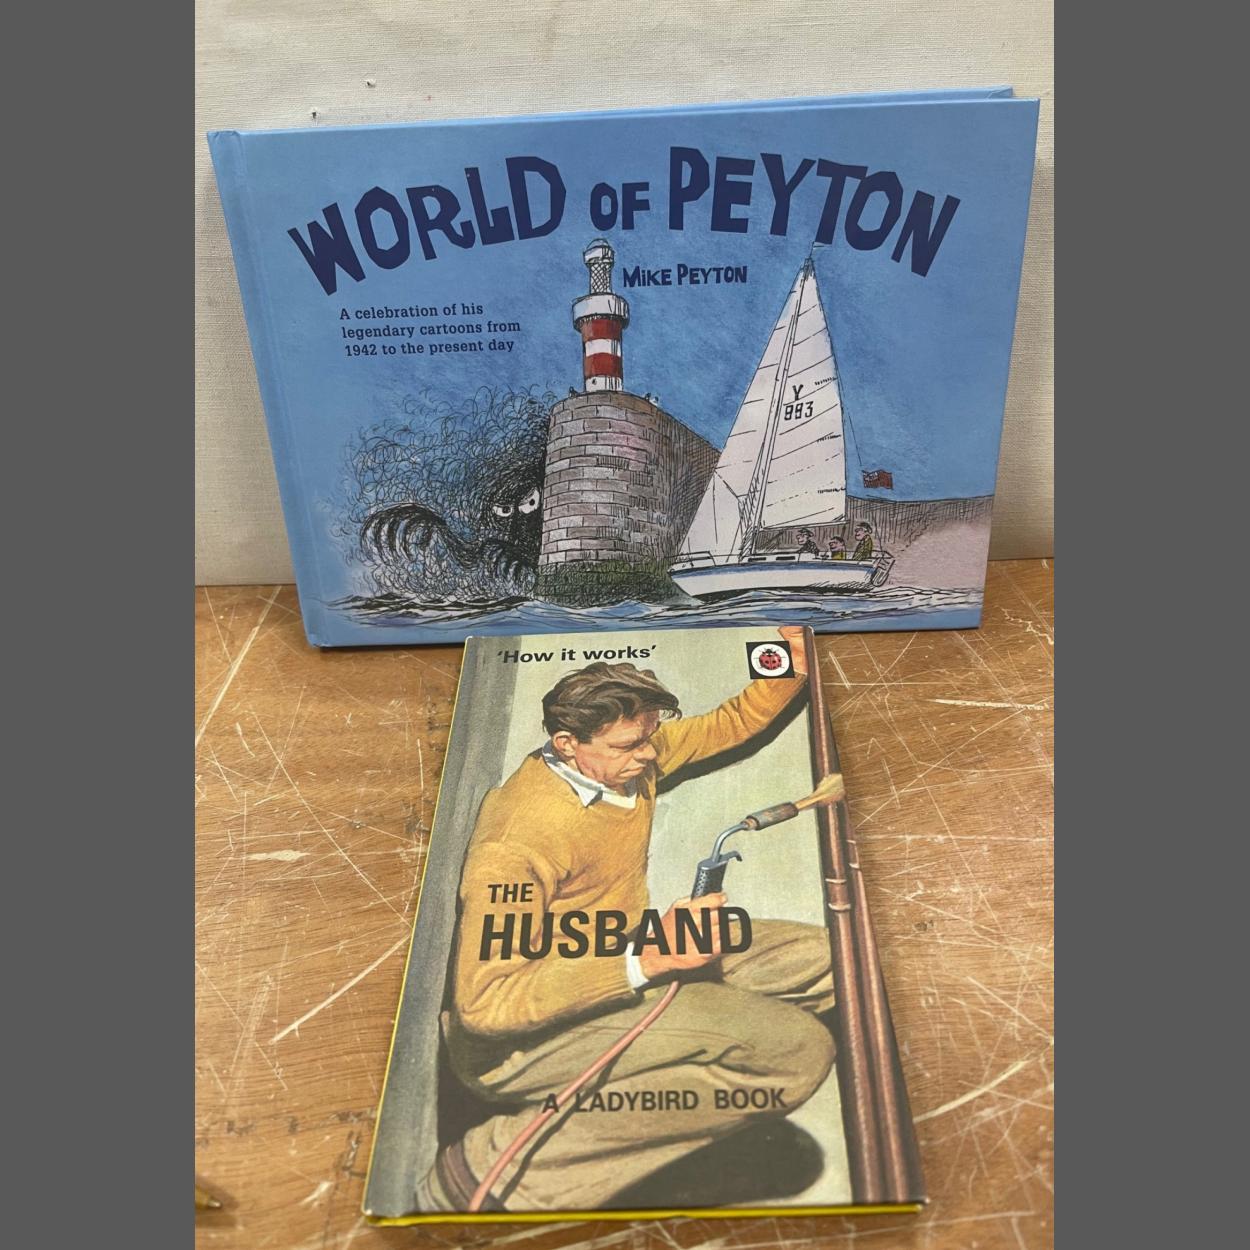 WORLD OF PEYTON
MIKE PEYTON
A celebration of his
legendary cartoons from
1942 to the present day
Y
993
'How it works'
THE
HUSBAND
A LADYBIRD BOOK